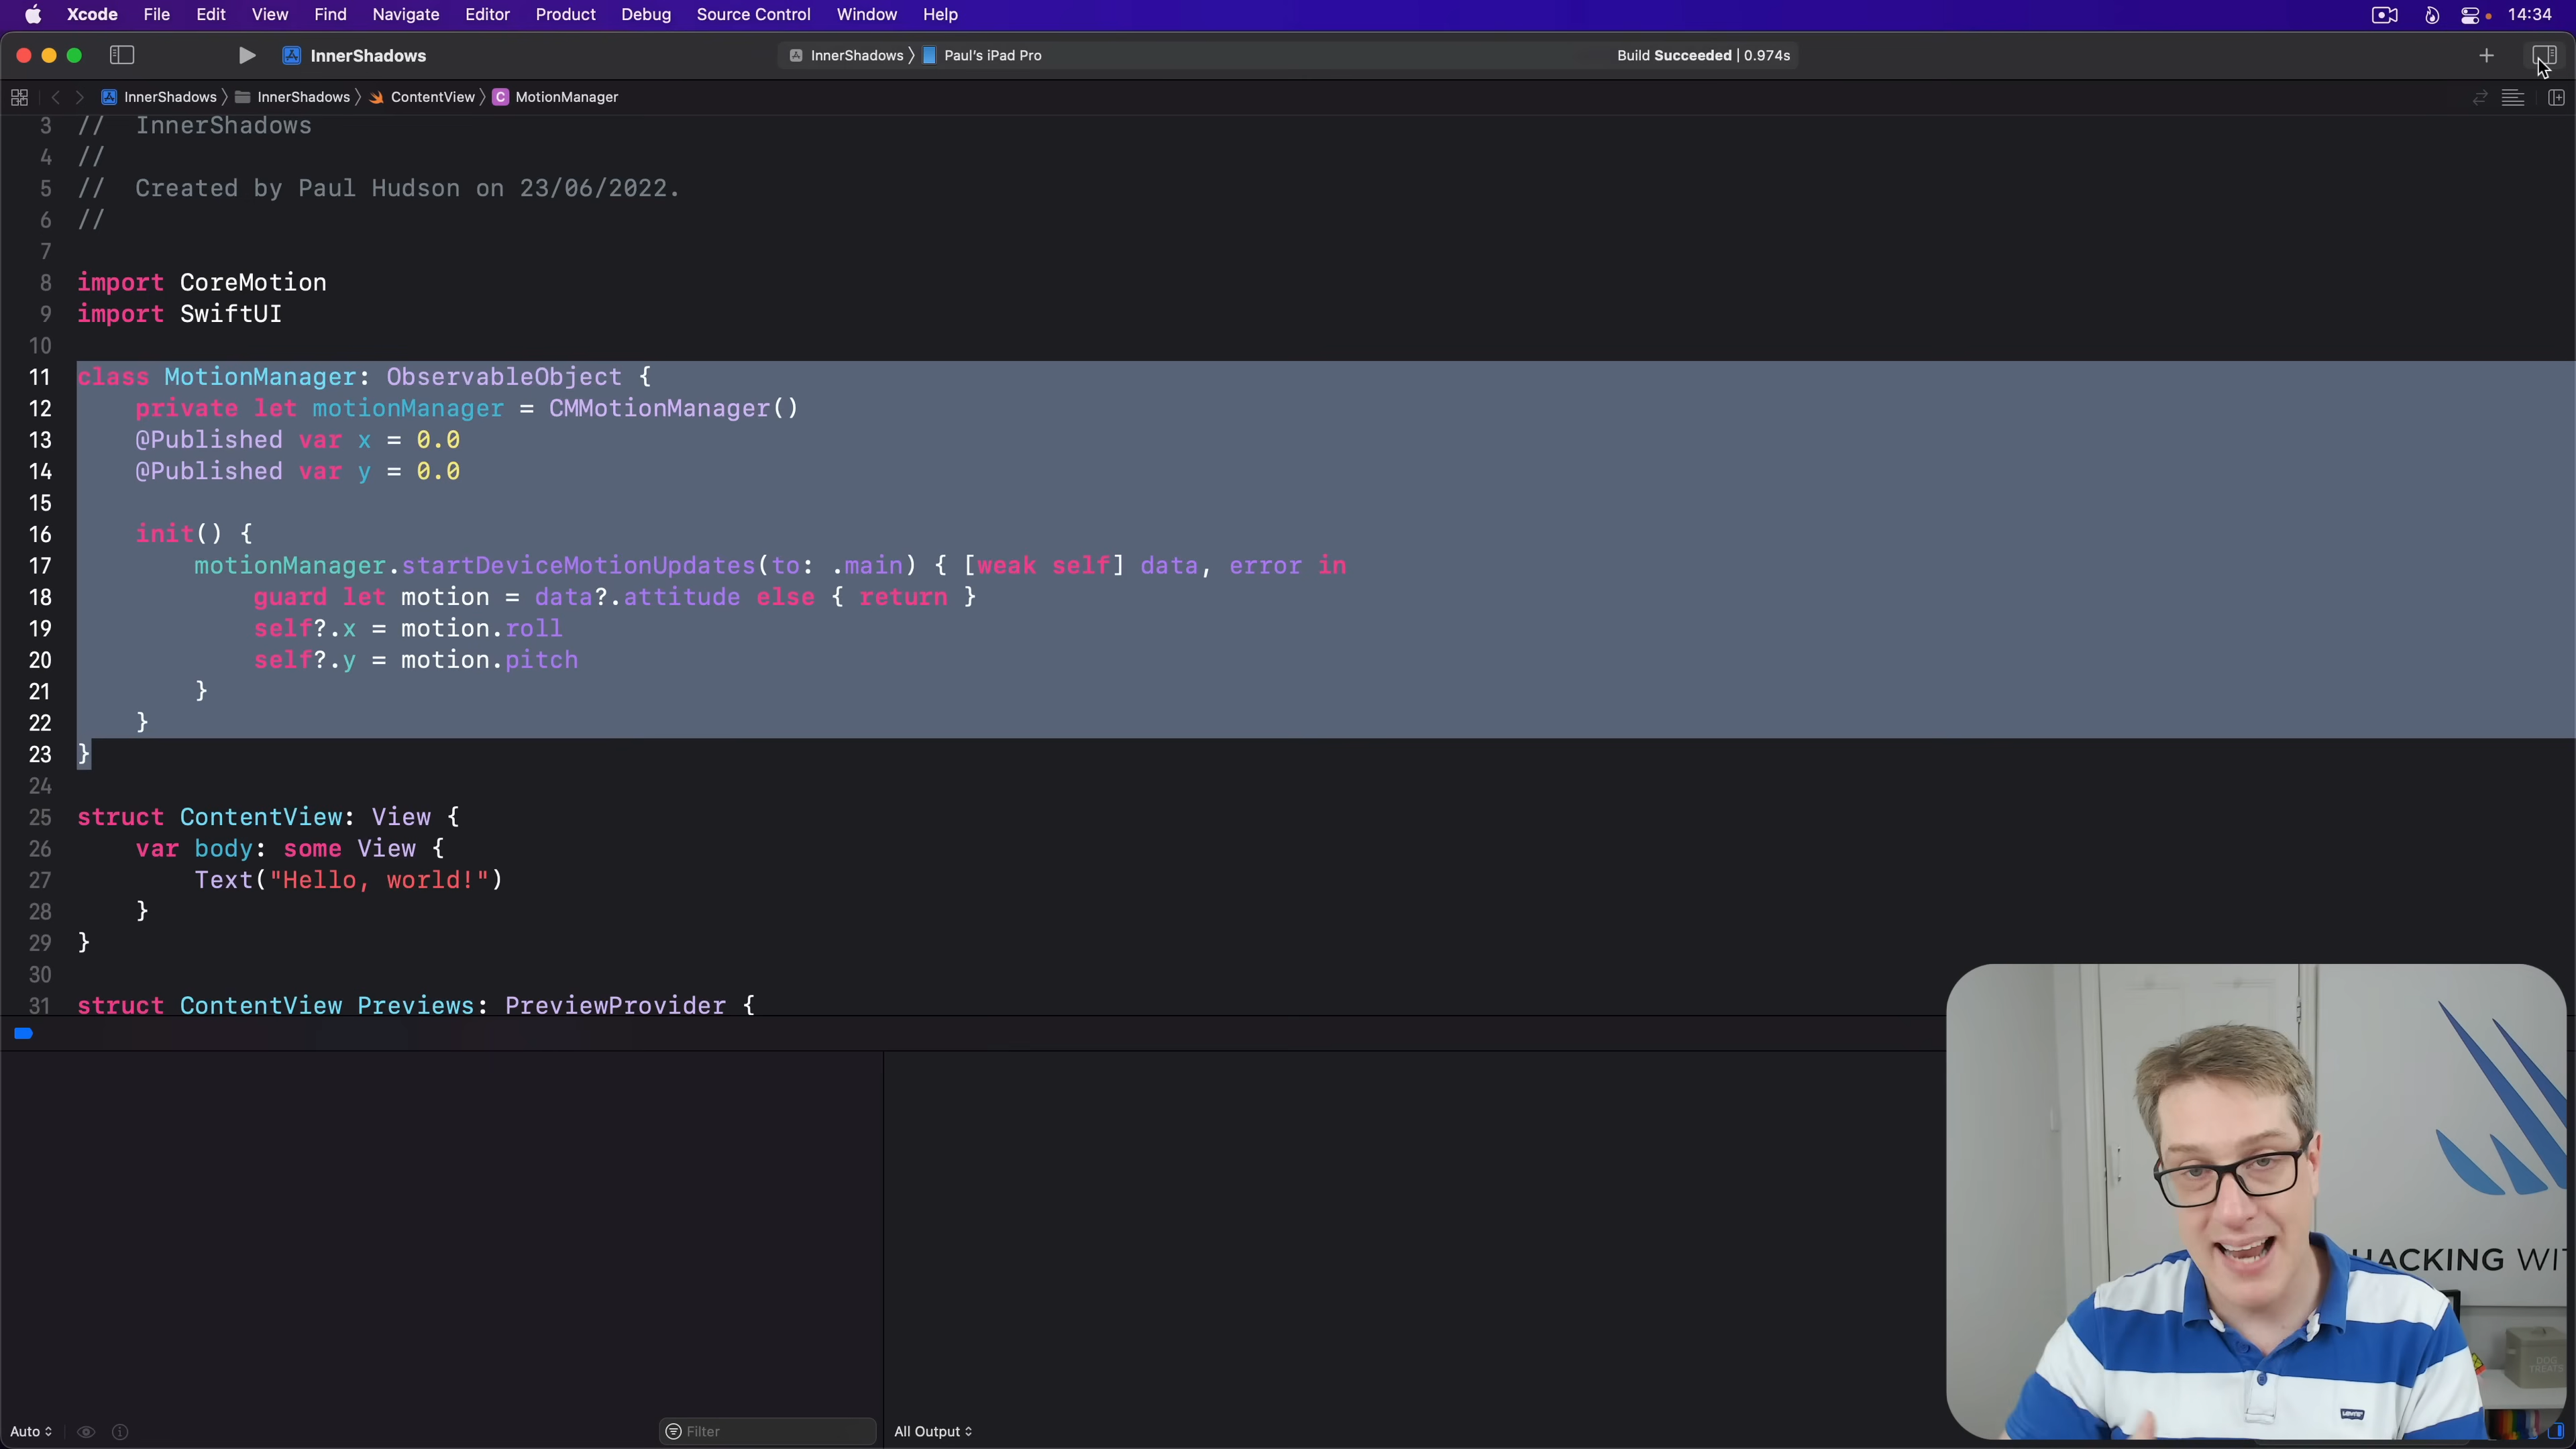 Xcode File Edit View Find Navigate Editor Product Debug Source Control Window Help 14:34
InnerShadows InnerShadows Paul's iPad Pro Build Succeeded | 0.974s
InnerShadows InnerShadows ContentView C MotionManager
3 // InnerShadows
4 //
5 // Created by Paul Hudson on 23/06/2022.
6 //
7
8 import CoreMotion
9 import SwiftUI
10
11 class MotionManager: ObservableObject {
12 private let motionManager = CMMotionManager()
13 @Published var x = 0.0
14 @Published var y = 0.0
15
16 init() {
17 motionManager.startDeviceMotionUpdates(to: .main) { [weak self] data, error in
18 guard let motion = data?.attitude else { return }
19 self?.x = motion.roll
20 self?.y = motion.pitch
21 }
22 }
23 }
24
25 struct ContentView: View {
26 var body: some View {
27 Text("Hello, world!")
28 }
29 }
30
31 struct ContentView_Previews: PreviewProvider {
HACKING WIT
DOG
TREATS
Levi's
Auto Filter All Output